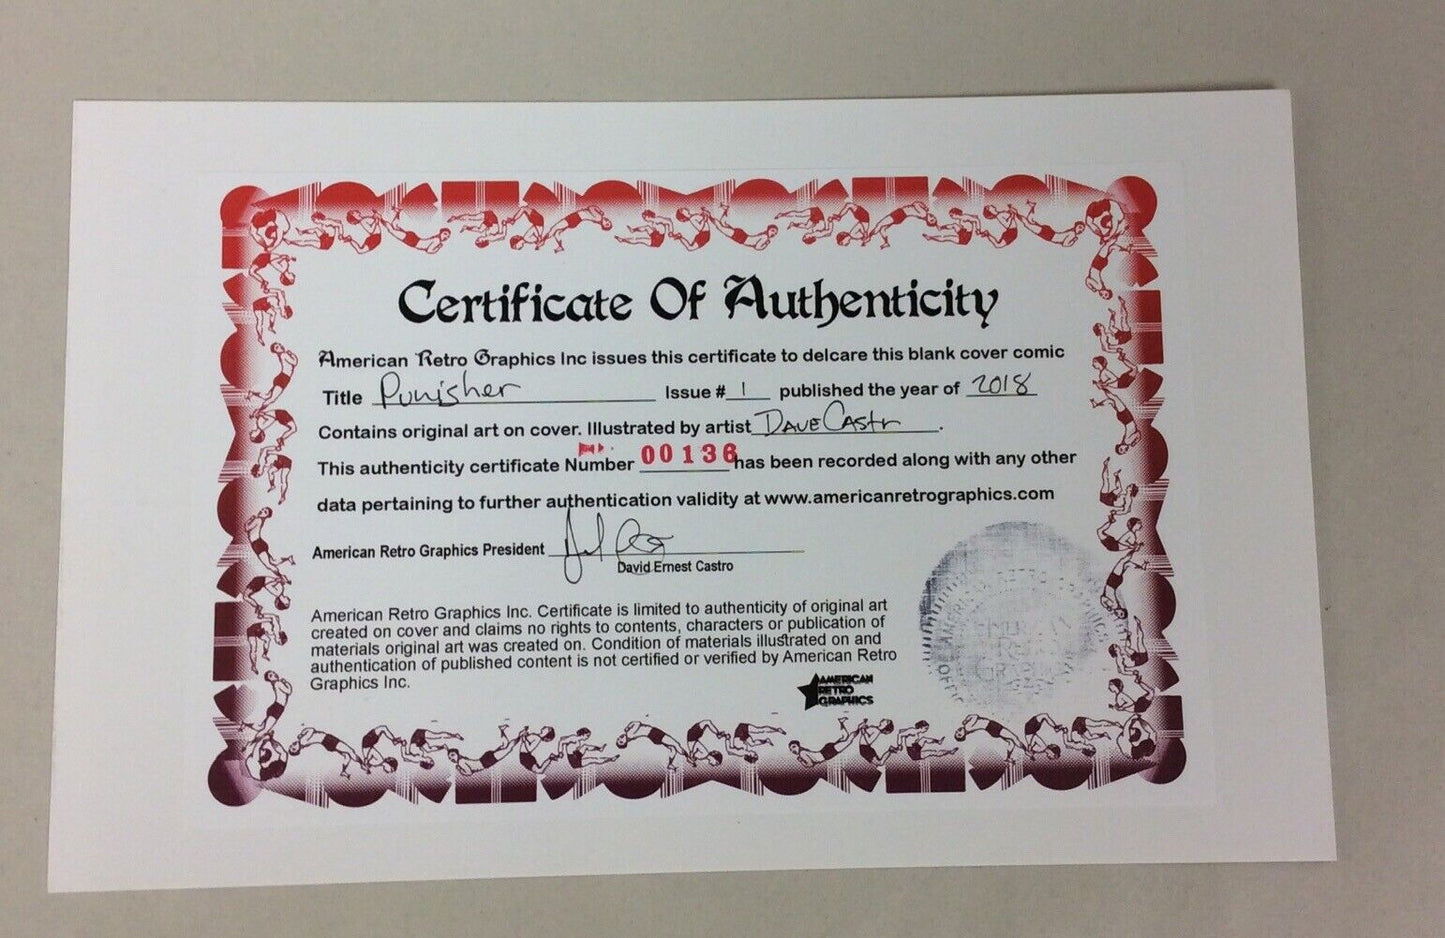 Certificate Of Authenticity
American Retro Graphics Inc issues this certificate to delcare this blank cover comic
Title Punisher Issue # 1 published the year of 2018
Contains original art on cover. Illustrated by artist Dave Castro.
This authenticity certificate Number 00136 has been recorded along with any other
data pertaining to further authentication validity at www.americanretrographics.com
American Retro Graphics President
David Ernest Castro
American Retro Graphics Inc. Certificate is limited to authenticity of original art
created on cover and claims no rights to contents, characters or publication of
materials original art was created on. Condition of materials illustrated on and
authentication of published content is not certified or verified by American Retro
Graphics Inc.
AMERICAN
RETRO
GRAPHICS